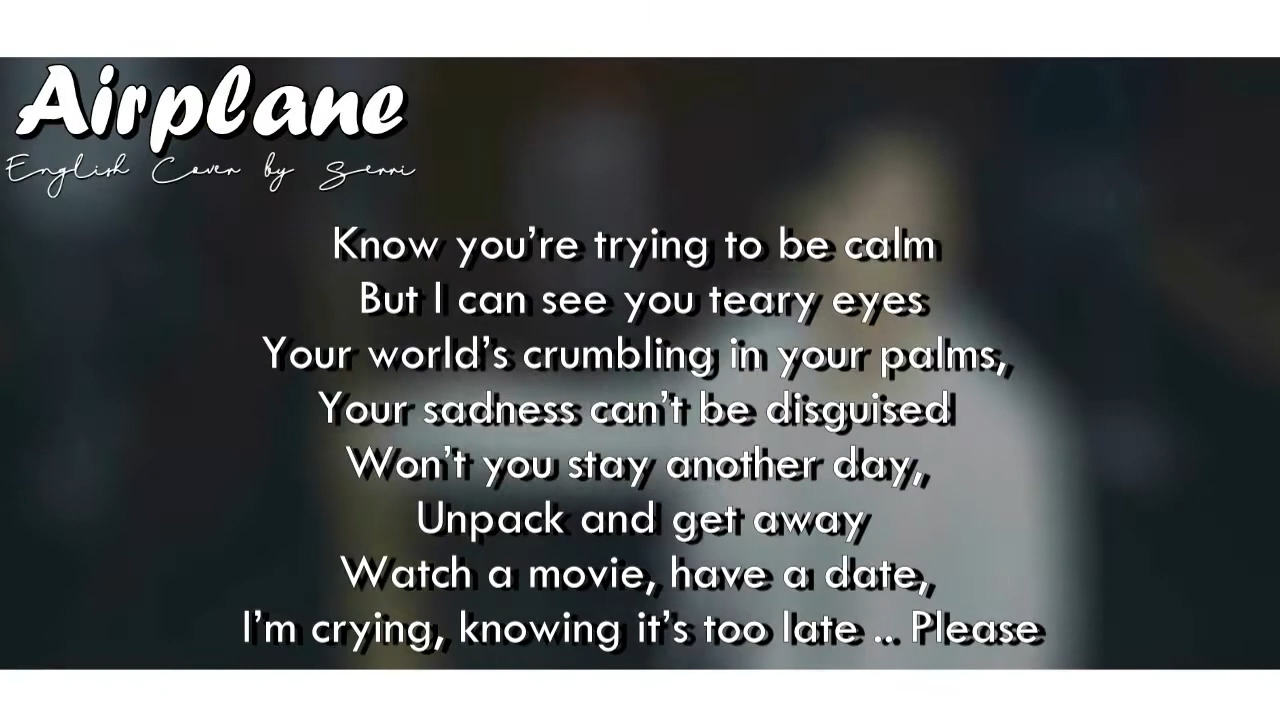 Airplane
English Cover by Serri
Know you're trying to be calm
But I can see you teary eyes
Your world's crumbling in your palms,
Your sadness can't be disguised
Won't you stay another day,
Unpack and get away
Watch a movie, have a date,
I'm crying, knowing it's too late .. Please